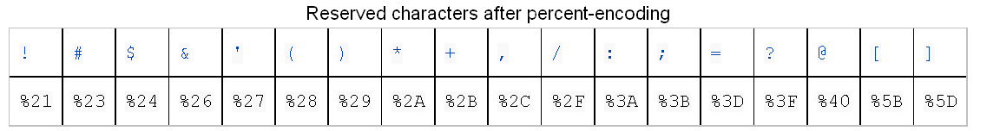 Reserved characters after percent-encoding
! # $ & ' ( ) * + , / : ; = ? @ [ ]
%21 %23 %24 %26 %27 %28 %29 %2A %2B %2C %2F %3A %3B %3D %3F %40 %5B %5D